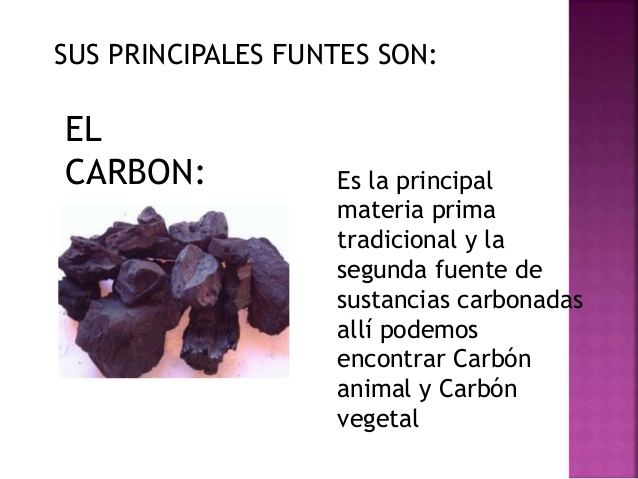 SUS PRINCIPALES FUNTES SON:
EL
CARBON:
Es la principal
materia prima
tradicional y la
segunda fuente de
sustancias carbonadas
allí podemos
encontrar Carbón
animal y Carbón
vegetal